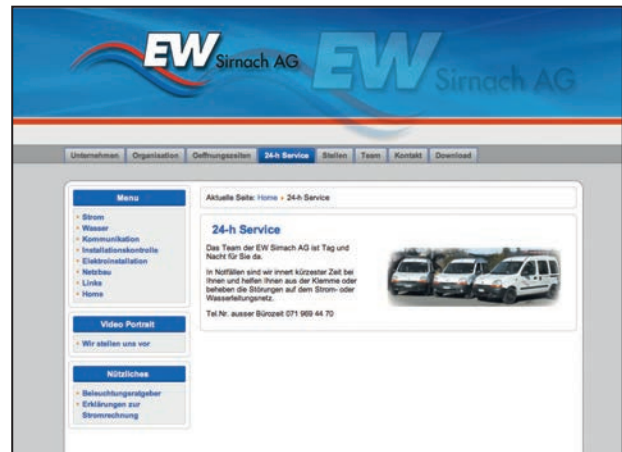 EW Sirnach AG
EW Sirnach AG
Unternehmen Organisation Oeffnungszeiten 24-h Service Stellen Team Kontakt Download
Menu
Strom
Wasser
Kommunikation
Installationskontrolle
Elektroinstallation
Netzbau
Links
Home
Video Portrait
Wir stellen uns vor
Nützliches
Beleuchtungsratgeber
Erklärungen zur
Stromrechnung
Aktuelle Seite: Home 24-h Service
24-h Service
Das Team der EW Sirnach AG ist Tag und
Nacht für Sie da.
In Notfällen sind wir innert kürzester Zeit bei
Ihnen und helfen Ihnen aus der Klemme oder
beheben die Störungen auf dem Strom- oder
Wasserleitungsnetz.
Tel.Nr. ausser Bürozeit 071 969 44 70